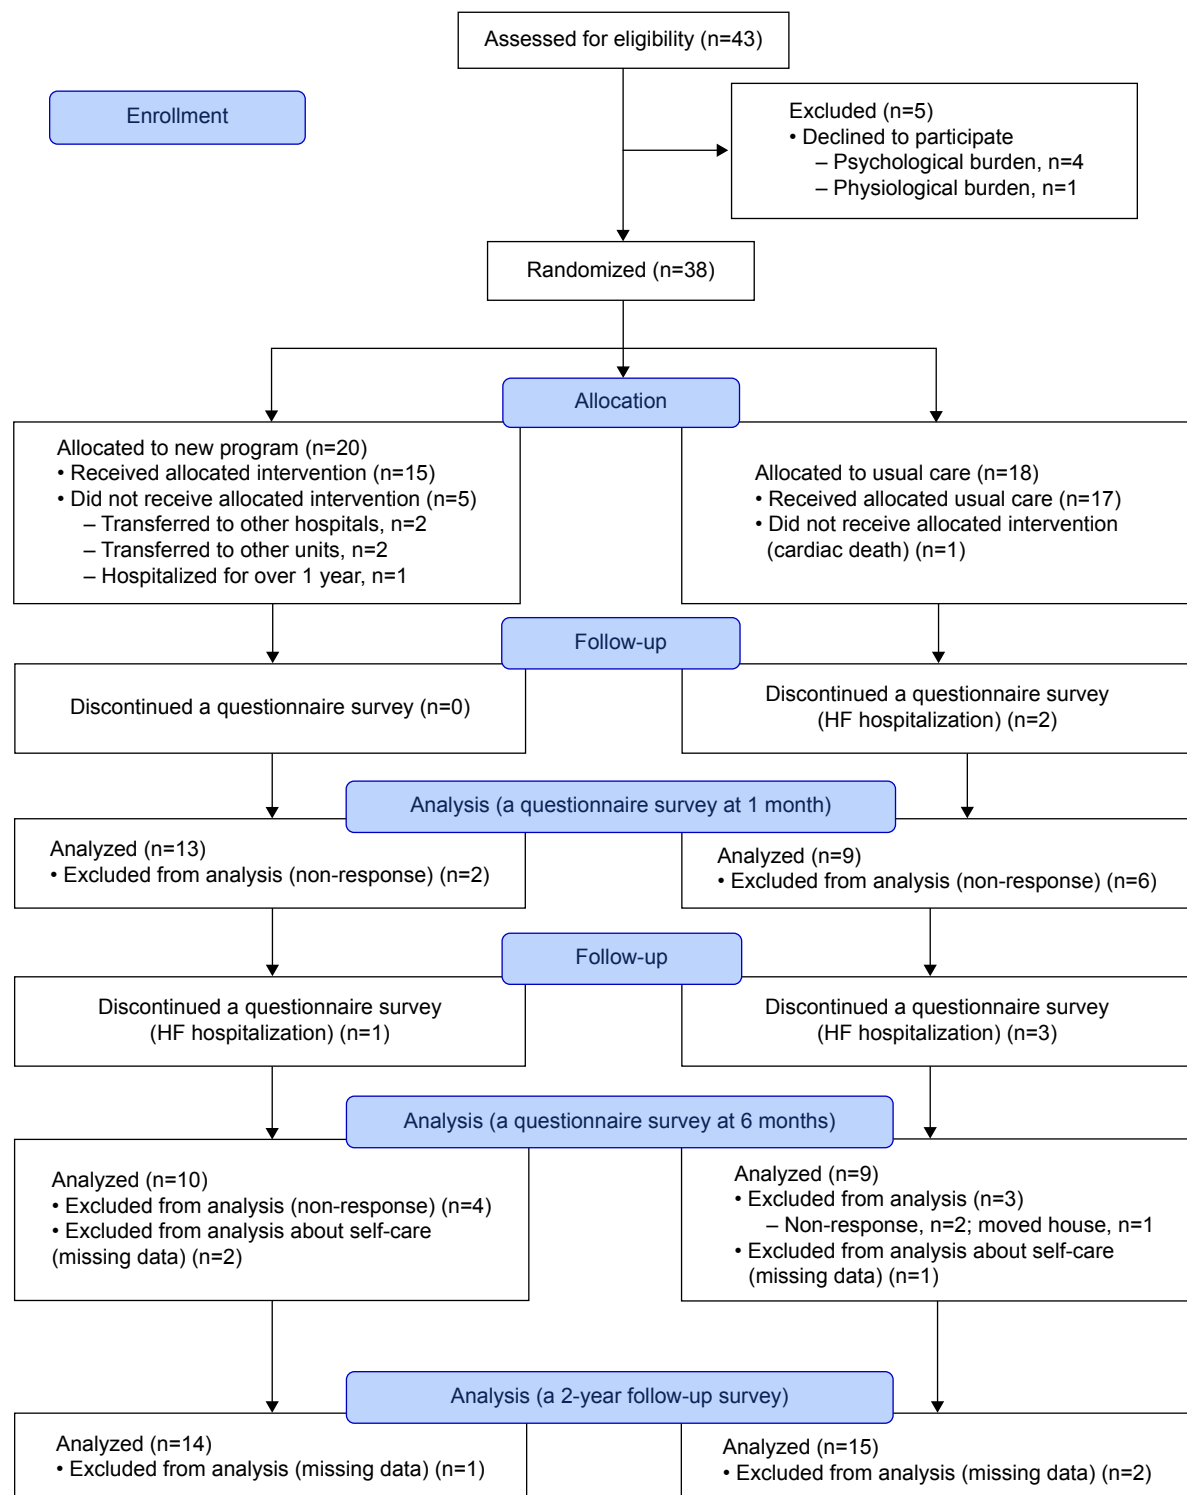 Assessed for eligibility (n=43)
Enrollment
Excluded (n=5)
• Declined to participate
– Psychological burden, n=4
– Physiological burden, n=1
Randomized (n=38)
Allocation
Allocated to new program (n=20)
• Received allocated intervention (n=15)
• Did not receive allocated intervention (n=5)
– Transferred to other hospitals, n=2
– Transferred to other units, n=2
– Hospitalized for over 1 year, n=1
Allocated to usual care (n=18)
• Received allocated usual care (n=17)
• Did not receive allocated intervention
(cardiac death) (n=1)
Follow-up
Discontinued a questionnaire survey (n=0)
Discontinued a questionnaire survey
(HF hospitalization) (n=2)
Analysis (a questionnaire survey at 1 month)
Analyzed (n=13)
• Excluded from analysis (non-response) (n=2)
Analyzed (n=9)
• Excluded from analysis (non-response) (n=6)
Follow-up
Discontinued a questionnaire survey
(HF hospitalization) (n=1)
Discontinued a questionnaire survey
(HF hospitalization) (n=3)
Analysis (a questionnaire survey at 6 months)
Analyzed (n=10)
• Excluded from analysis (non-response) (n=4)
• Excluded from analysis about self-care
(missing data) (n=2)
Analyzed (n=9)
• Excluded from analysis (n=3)
– Non-response, n=2; moved house, n=1
• Excluded from analysis about self-care
(missing data) (n=1)
Analysis (a 2-year follow-up survey)
Analyzed (n=14)
• Excluded from analysis (missing data) (n=1)
Analyzed (n=15)
• Excluded from analysis (missing data) (n=2)